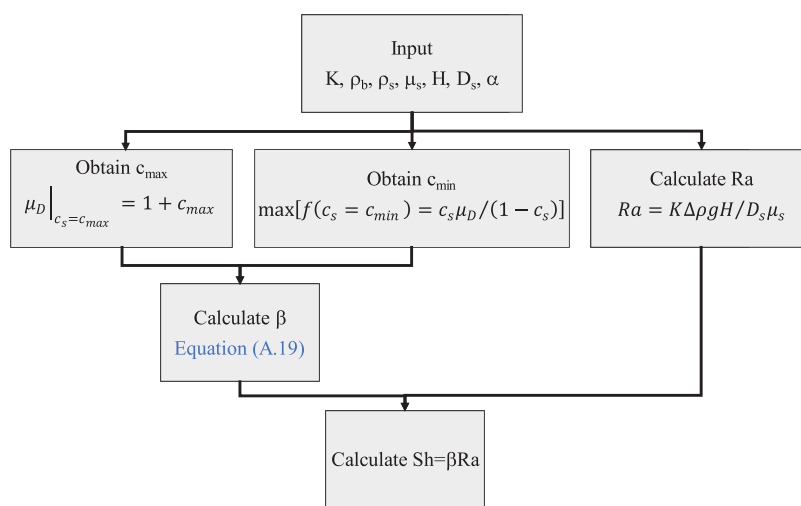 Input
K, ρb, ρs, μs, H, Ds, α
Obtain cmax
μD|cs=cmax = 1 + cmax
Obtain cmin
max[f(cs = cmin) = csμD/(1 − cs)]
Calculate Ra
Ra = KΔρgH/Dsμs
Calculate β
Equation (A.19)
Calculate Sh=βRa